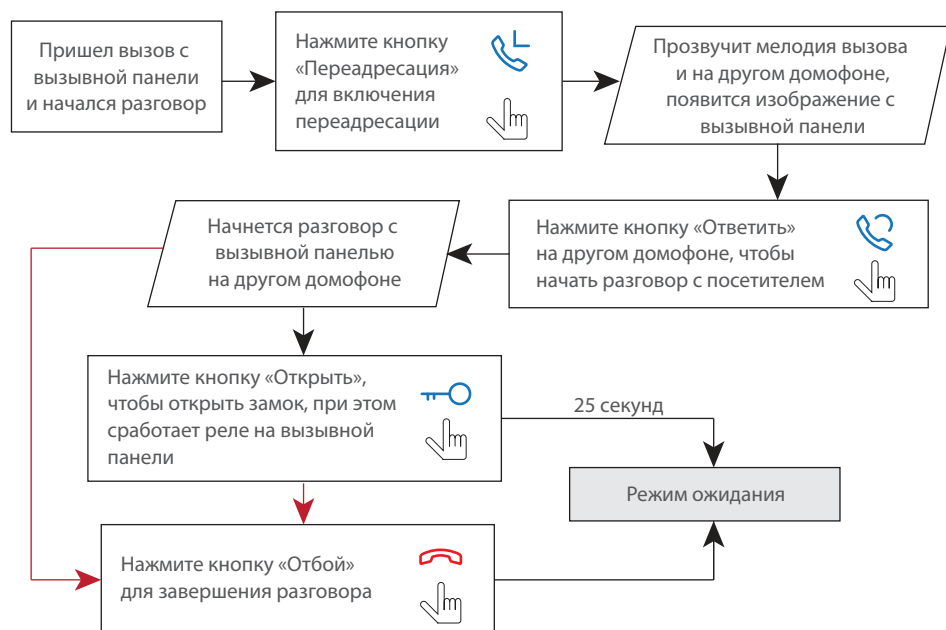 Пришел вызов с
вызывной панели
и начался разговор
Нажмите кнопку
«Переадресация»
для включения
переадресации
Прозвучит мелодия вызова
и на другом домофоне,
появится изображение с
вызывной панели
Начнется разговор с
вызывной панелью
на другом домофоне
Нажмите кнопку «Ответить»
на другом домофоне, чтобы
начать разговор с посетителем
Нажмите кнопку «Открыть»,
чтобы открыть замок, при этом
сработает реле на вызывной
панели
25 секунд
Режим ожидания
Нажмите кнопку «Отбой»
для завершения разговора